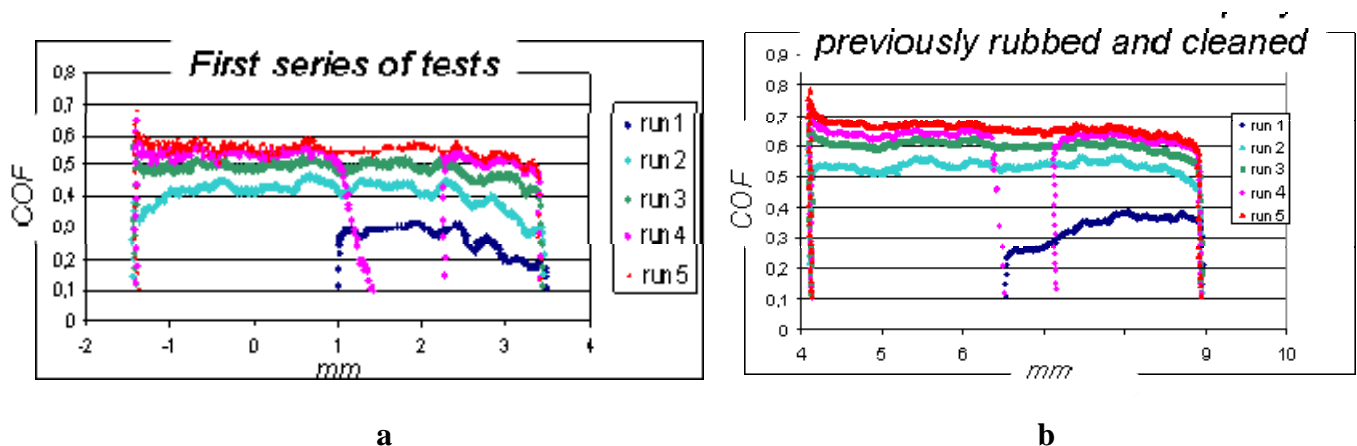 First series of tests
0,8
0,7
0,6
0,5
0,4
0,3
0,2
0,1
0
COF
-2 -1 0 1 2 3 4
mm
run 1
run 2
run 3
run 4
run 5
a
previously rubbed and cleaned
0,9
0,8
0,7
0,6
0,5
0,4
0,3
0,2
0,1
0
COF
4 5 6 9 10
mm
run 1
run 2
run 3
run 4
run 5
b